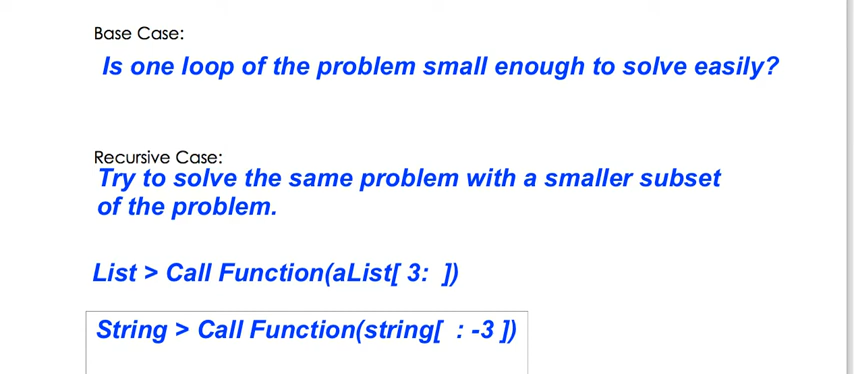 Base Case:
Is one loop of the problem small enough to solve easily?
Recursive Case:
Try to solve the same problem with a smaller subset
of the problem.
List > Call Function(aList[ 3:  ])
String > Call Function(string[  : -3 ])